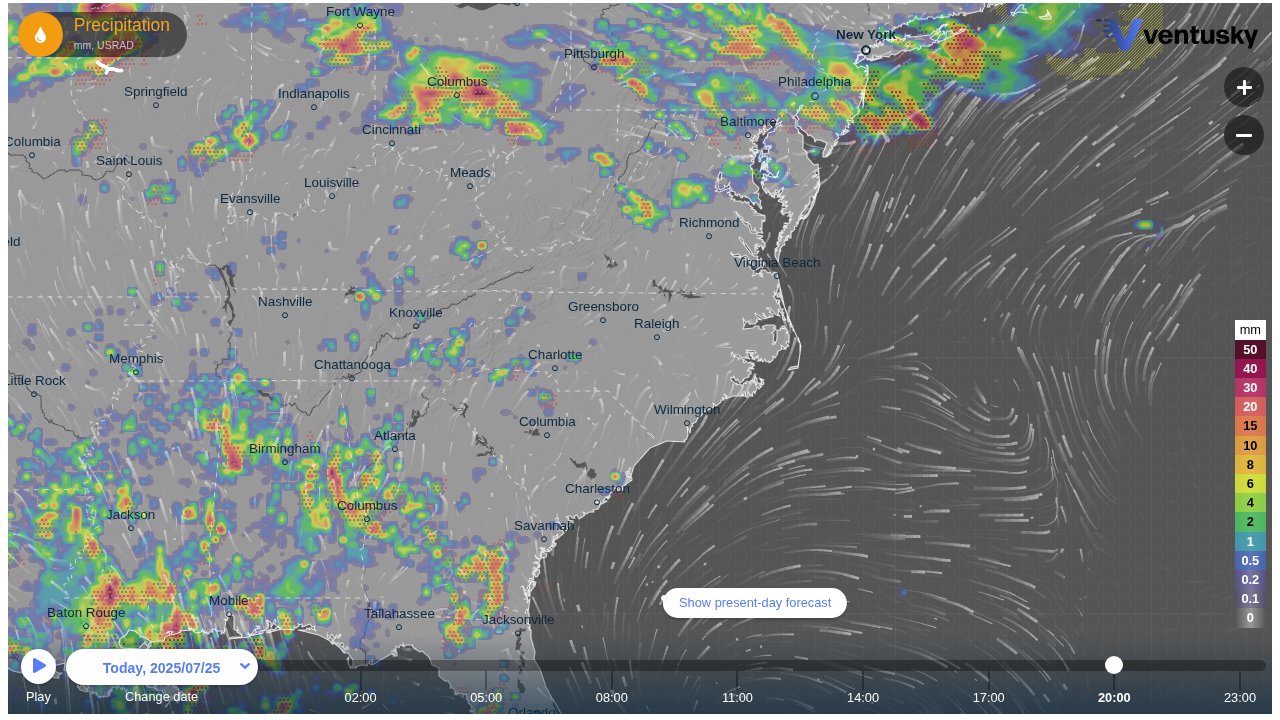 Precipitation
mm, USRAD
Fort Wayne
New York
ventusky
Pittsburgh
Springfield
Indianapolis
Columbus
Philadelphia
+
Columbia
Cincinnati
Baltimore
−
Saint Louis
Meads
Evansville
Louisville
Richmond
eld
Virginia Beach
Nashville
Knoxville
Greensboro
Raleigh
mm
50
Memphis
Chattanooga
Charlotte
40
Little Rock
30
Wilmington
20
Columbia
15
Birmingham
Atlanta
10
8
Charleston
6
Jackson
Columbus
4
Savannah
2
1
0.5
0.2
Baton Rouge
Mobile
Tallahassee
Jacksonville
Show present-day forecast
0.1
0
Today, 2025/07/25
Play
Change date
02:00
05:00
08:00
11:00
14:00
17:00
20:00
23:00
Orlando